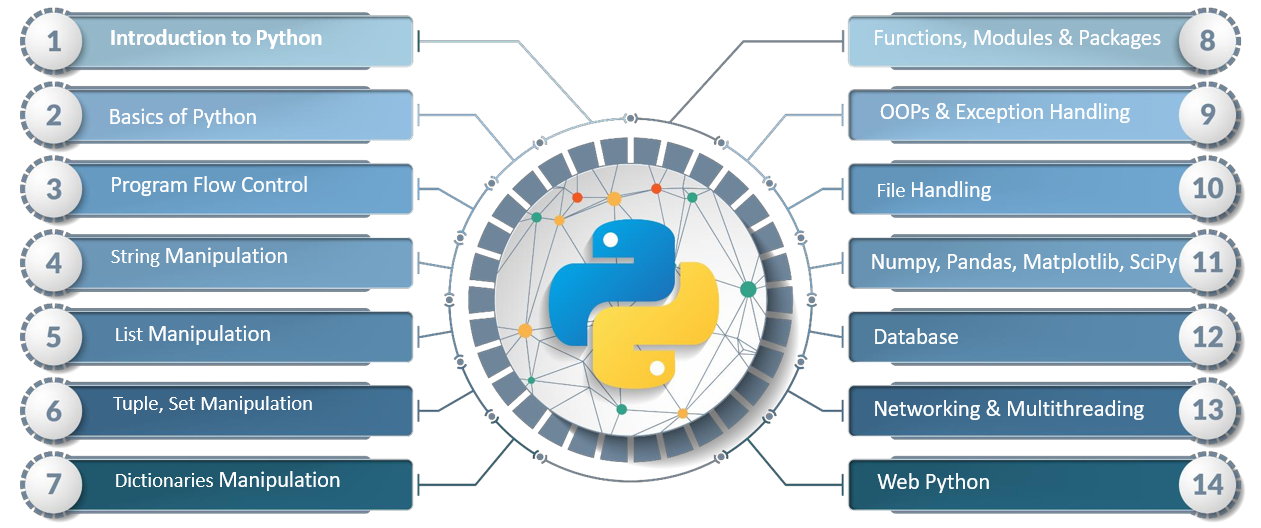 1 Introduction to Python
2 Basics of Python
3 Program Flow Control
4 String Manipulation
5 List Manipulation
6 Tuple, Set Manipulation
7 Dictionaries Manipulation
Functions, Modules & Packages 8
OOPs & Exception Handling 9
File Handling 10
Numpy, Pandas, Matplotlib, SciPy 11
Database 12
Networking & Multithreading 13
Web Python 14